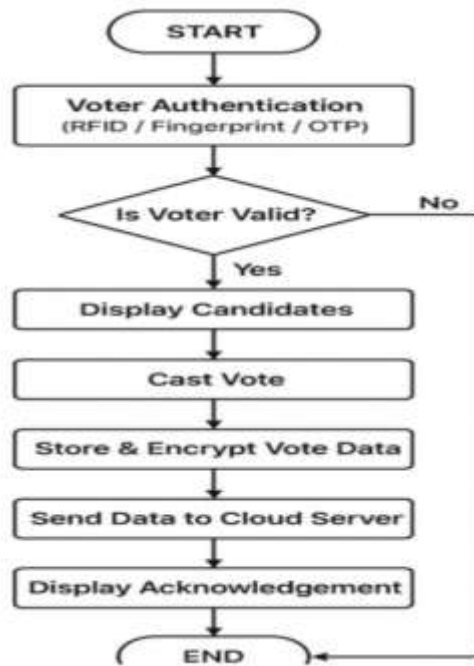 START
Voter Authentication
(RFID / Fingerprint / OTP)
Is Voter Valid?
No
Yes
Display Candidates
Cast Vote
Store & Encrypt Vote Data
Send Data to Cloud Server
Display Acknowledgement
END